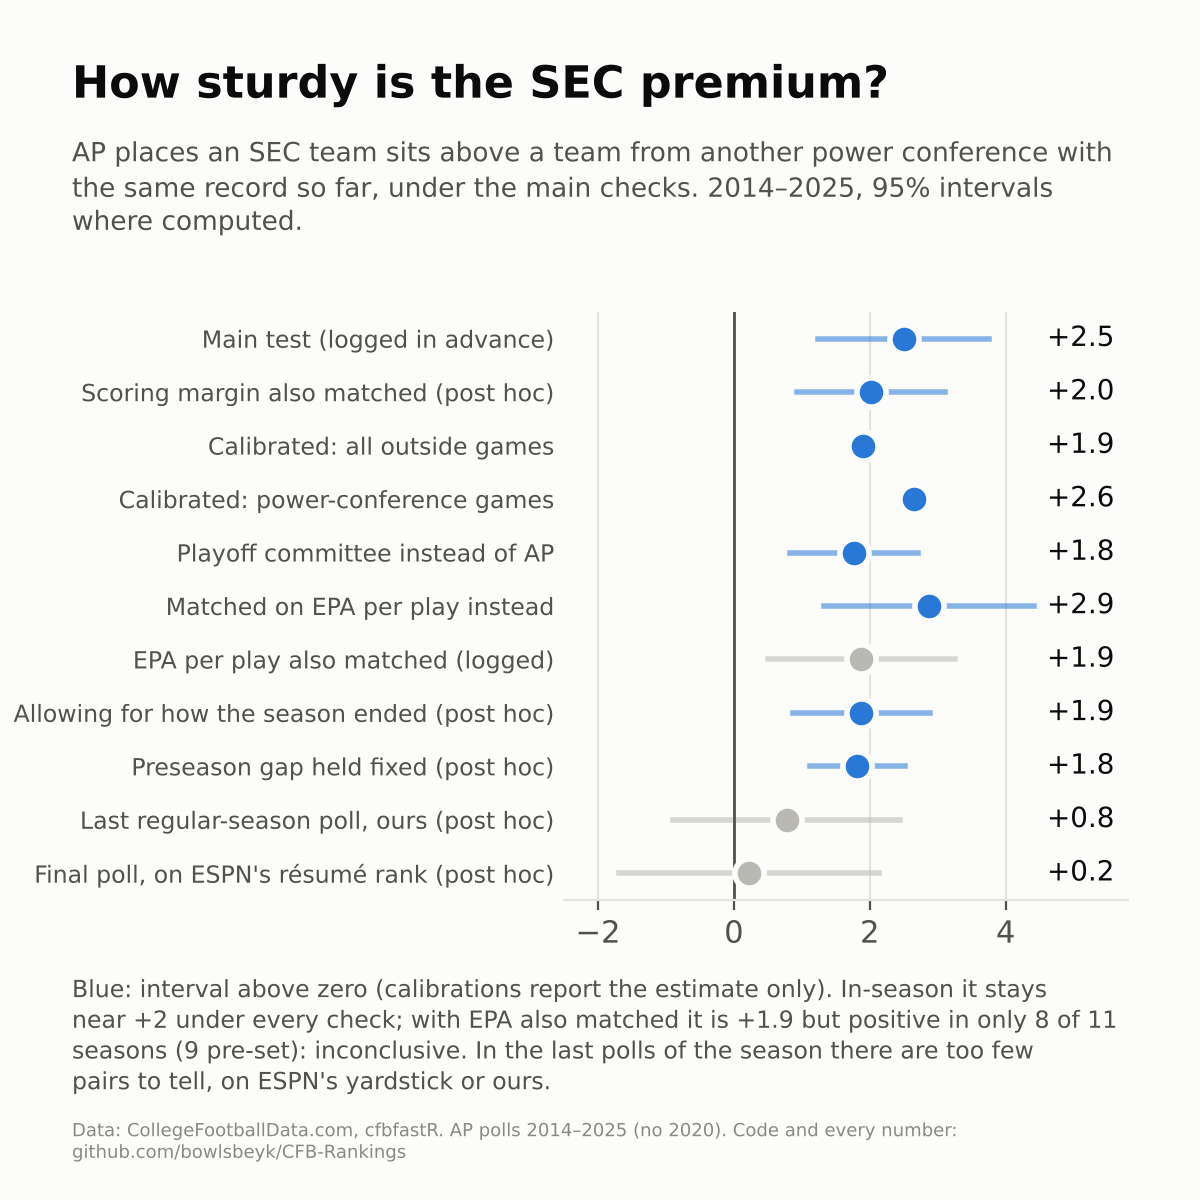 How sturdy is the SEC premium?
AP places an SEC team sits above a team from another power conference with
the same record so far, under the main checks. 2014–2025, 95% intervals
where computed.
Main test (logged in advance) +2.5
Scoring margin also matched (post hoc) +2.0
Calibrated: all outside games +1.9
Calibrated: power-conference games +2.6
Playoff committee instead of AP +1.8
Matched on EPA per play instead +2.9
EPA per play also matched (logged) +1.9
Allowing for how the season ended (post hoc) +1.9
Preseason gap held fixed (post hoc) +1.8
Last regular-season poll, ours (post hoc) +0.8
Final poll, on ESPN's résumé rank (post hoc) +0.2
−2 0 2 4
Blue: interval above zero (calibrations report the estimate only). In-season it stays
near +2 under every check; with EPA also matched it is +1.9 but positive in only 8 of 11
seasons (9 pre-set): inconclusive. In the last polls of the season there are too few
pairs to tell, on ESPN's yardstick or ours.
Data: CollegeFootballData.com, cfbfastR. AP polls 2014–2025 (no 2020). Code and every number:
github.com/bowlsbeyk/CFB-Rankings